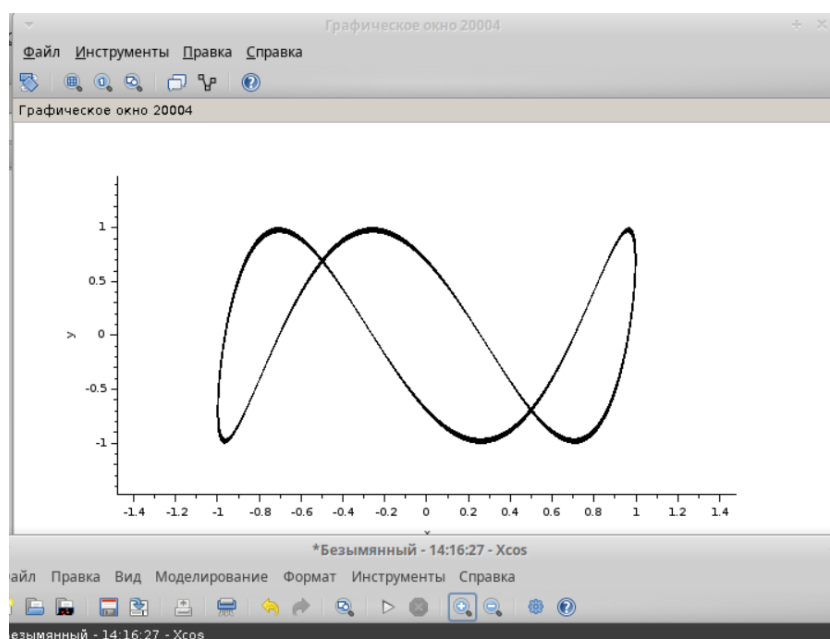 Графическое окно 20004
Файл Инструменты Правка Справка
Графическое окно 20004
1
0.5
0
-0.5
-1
y
-1.4 -1.2 -1 -0.8 -0.6 -0.4 -0.2 0 0.2 0.4 0.6 0.8 1 1.2 1.4
*Безымянный - 14:16:27 - Xcos
айл Правка Вид Моделирование Формат Инструменты Справка
езымянный - 14:16:27 - Xcos